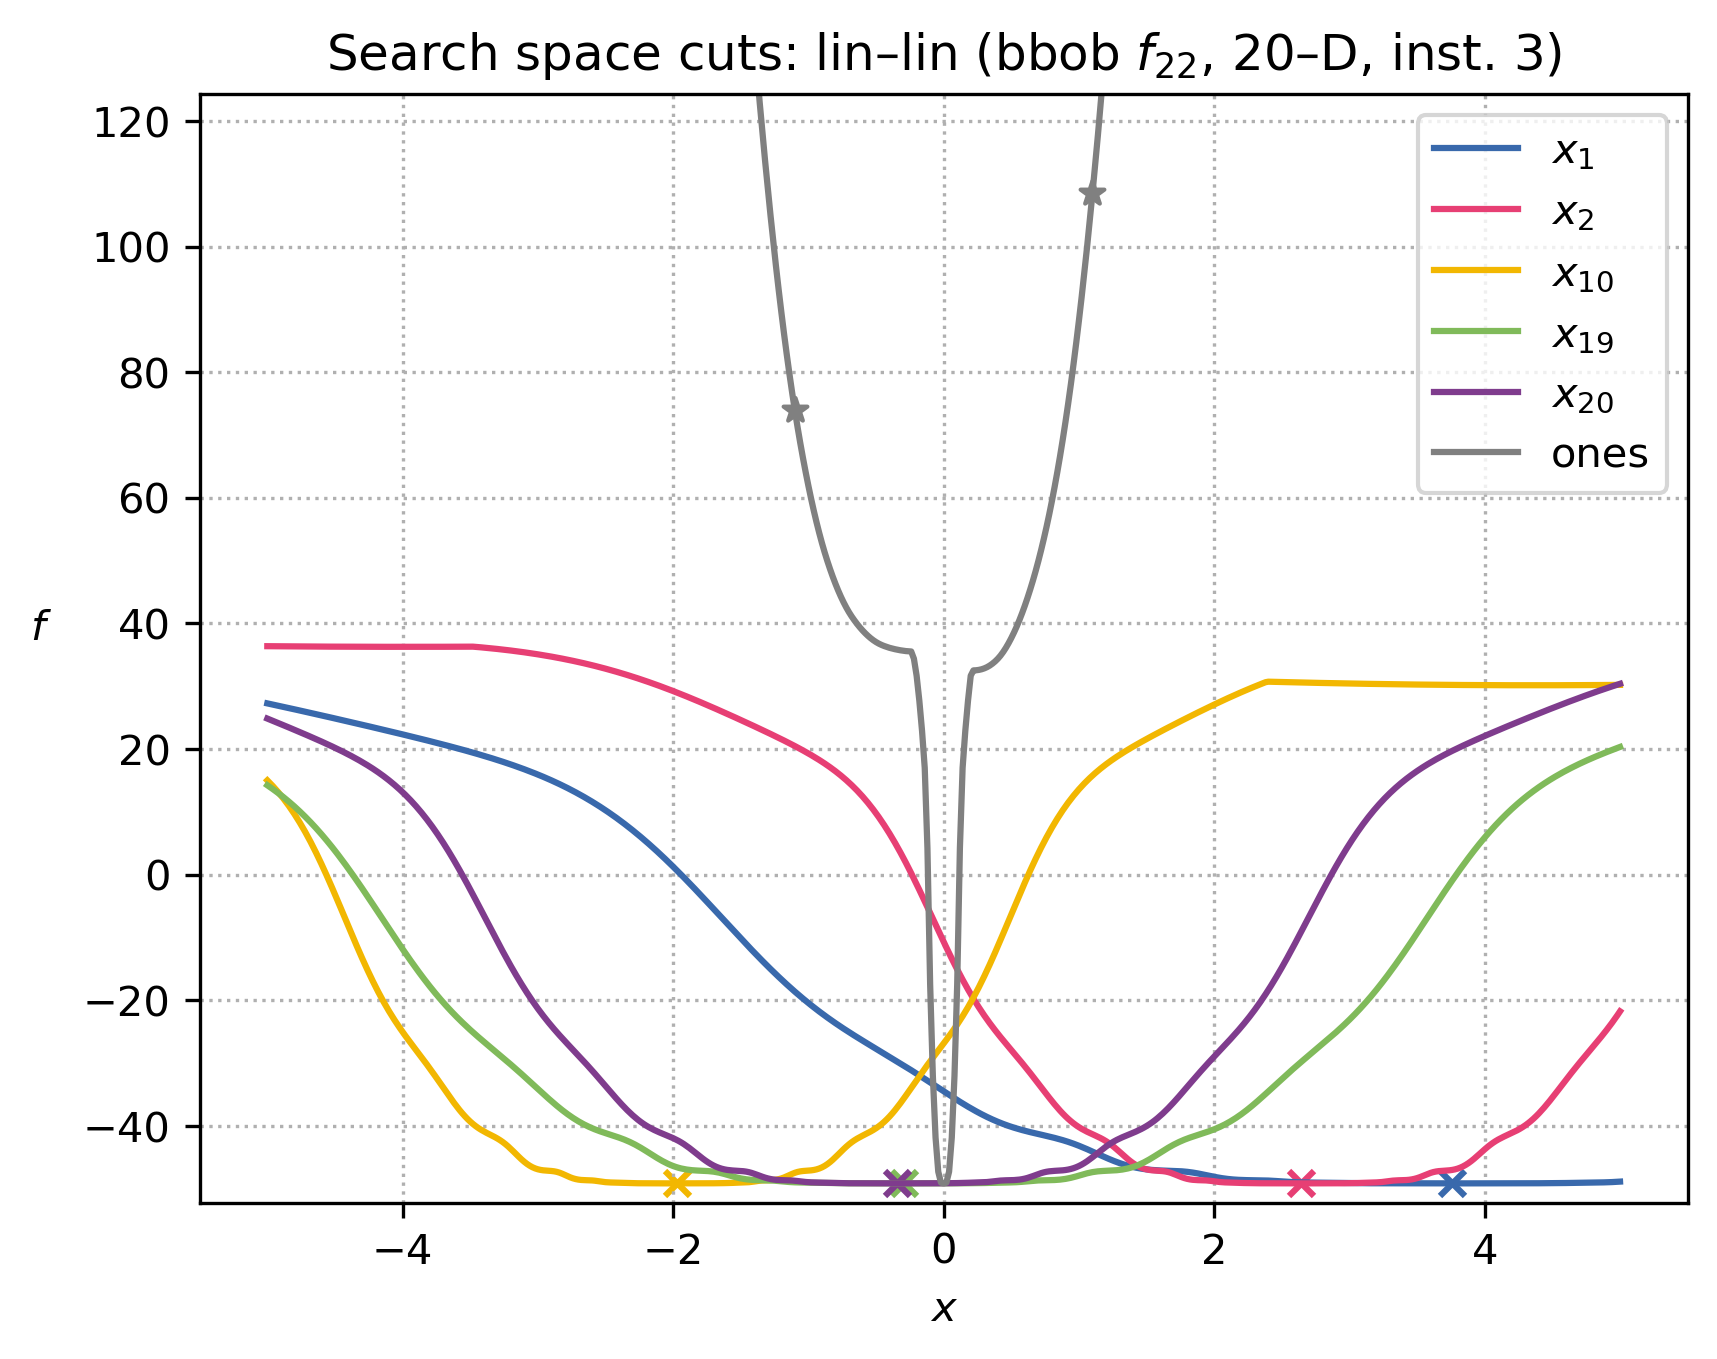 Search space cuts: lin–lin (bbob f22, 20–D, inst. 3)
120
100
80
60
40
20
0
−20
−40
f
x1
x2
x10
x19
x20
ones
−4 −2 0 2 4
x